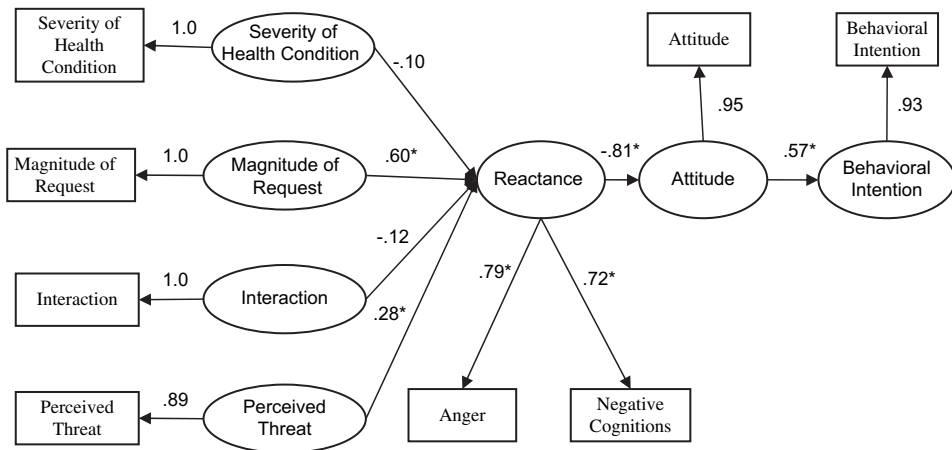 Severity of
Health
Condition
1.0
Severity of
Health Condition
-.10
Attitude
.95
Behavioral
Intention
.93
Magnitude of
Request
1.0
Magnitude of
Request
.60*
Reactance
-.81*
Attitude
.57*
Behavioral
Intention
-.12
Interaction
1.0
Interaction
.28*
.79*
.72*
Perceived
Threat
.89
Perceived
Threat
Anger
Negative
Cognitions